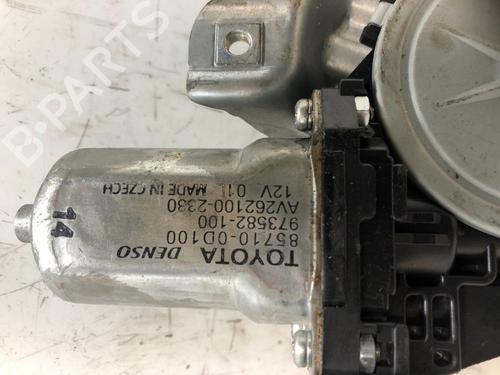 TOYOTA DENSO
85710-0D100
973582-100
AV262100-2330
12V 01L MADE IN CZECH
14
B-PARTS